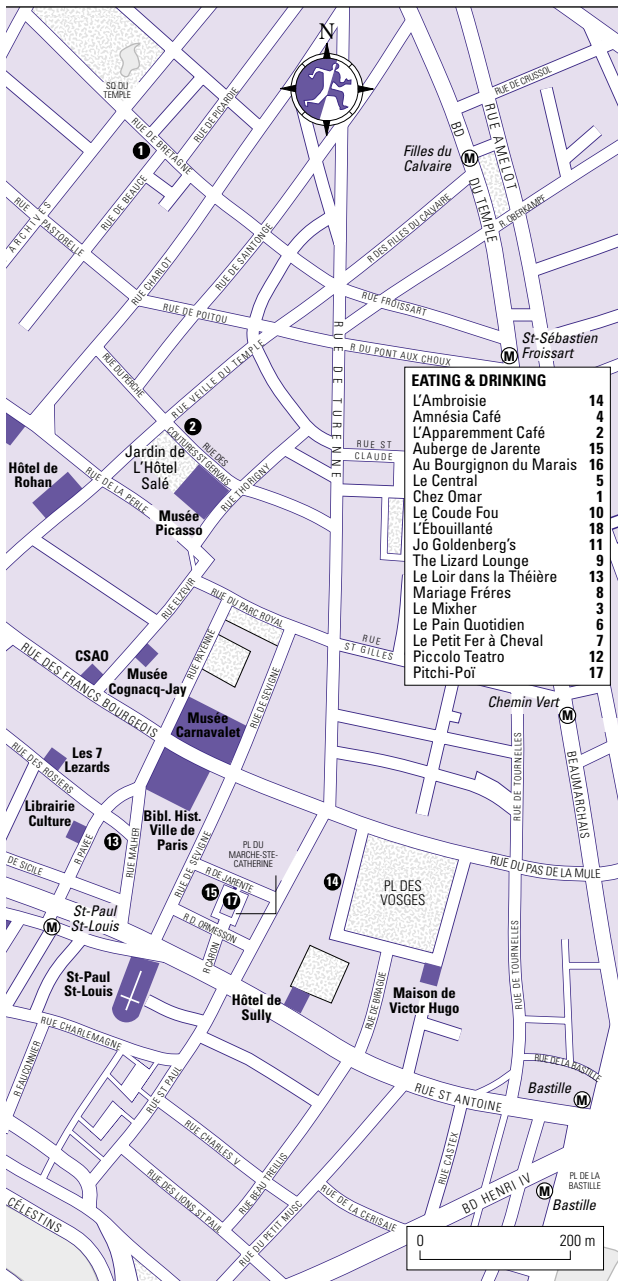 N
SQ DU
TEMPLE
RUE DE CRUSSOL
RUE DE PICARDIE
BD
DU TEMPLE
RUE AMELOT
1
RUE DE BRETAGNE
Filles du
Calvaire
M
RUE DE BEAUCE
ARCHIVES
RUE PASTORELLE
R DES FILLES DU CALVAIRE
R. OBERKAMPF
RUE DE SAINTONGE
RUE CHARLOT
RUE FROISSART
RUE DE POITOU
RUE DE TURENNE
St-Sébastien
Froissart
M
R DU PONT AUX CHOUX
RUE DU PERCHE
RUE VEILLE DU TEMPLE
EATING & DRINKING
L'Ambroisie 14
Amnésia Café 4
L'Apparemment Café 2
Auberge de Jarente 15
Au Bourgignon du Marais 16
Le Central 5
Chez Omar 1
Le Coude Fou 10
L'Ébouillanté 18
Jo Goldenberg's 11
The Lizard Lounge 9
Le Loir dans la Théière 13
Mariage Fréres 8
Le Mixher 3
Le Pain Quotidien 6
Le Petit Fer à Cheval 7
Piccolo Teatro 12
Pitchi-Poï 17
2
RUE DES
COUTURES ST GERVAIS
Jardin de
L'Hôtel
Salé
RUE ST
CLAUDE
Hôtel de
Rohan
RUE DE LA PERLE
RUE THORIGNY
Musée
Picasso
RUE ELZEVIR
RUE DU PARC ROYAL
RUE
ST GILLES
RUE PAYENNE
CSAO
Musée
Cognacq-Jay
RUE DES FRANCS BOURGEOIS
RUE DE SEVIGNE
Musée
Carnavalet
Chemin Vert
M
BEAUMARCHAIS
RUE DE TOURNELLES
Les 7
Lezards
RUE DES ROSIERS
Bibl. Hist.
Ville de
Paris
Librairie
Culture
R PAVEE
13
RUE MALHER
RUE DE SEVIGNE
PL DU
MARCHE-STE-
CATHERINE
RUE DU PAS DE LA MULE
DE SICILE
R DE JARENTE
15
17
14
PL DES
VOSGES
St-Paul
St-Louis
M
R.D. ORMESSON
R CARON
RUE DE TOURNELLES
St-Paul
St-Louis
Hôtel de
Sully
RUE DE BIRAGUE
Maison de
Victor Hugo
RUE CHARLEMAGNE
R FAUCONNIER
RUE DE LA BASTILLE
RUE ST PAUL
RUE ST ANTOINE
Bastille
M
RUE CHARLES V
RUE BEAU TREILLIS
RUE CASTEX
RUE DES LIONS ST PAUL
RUE DU PETIT MUSC
RUE DE LA CERISAIE
BD HENRI IV
PL DE LA
BASTILLE
M
Bastille
CÉLESTINS
0 200 m